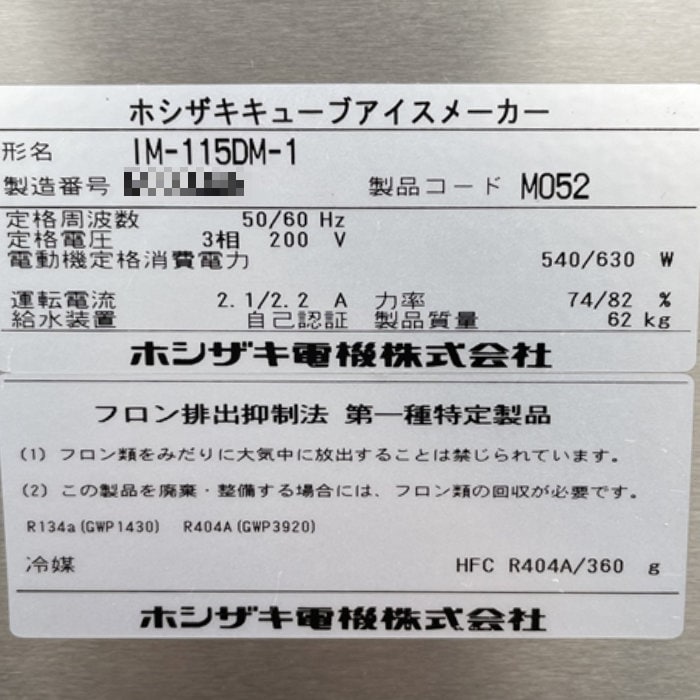 ホシザキキューブアイスメーカー
形名 IM-115DM-1
製造番号 製品コード M052
定格周波数 50/60 Hz
定格電圧 3相 200 V
電動機定格消費電力 540/630 W
運転電流 2.1/2.2 A 力率 74/82 %
給水装置 自己認証 製品質量 62 kg
ホシザキ電機株式会社
フロン排出抑制法 第一種特定製品
(1) フロン類をみだりに大気中に放出することは禁じられています。
(2) この製品を廃棄・整備する場合には、フロン類の回収が必要です。
R134a(GWP1430) R404A(GWP3920)
冷媒 HFC R404A/360 g
ホシザキ電機株式会社